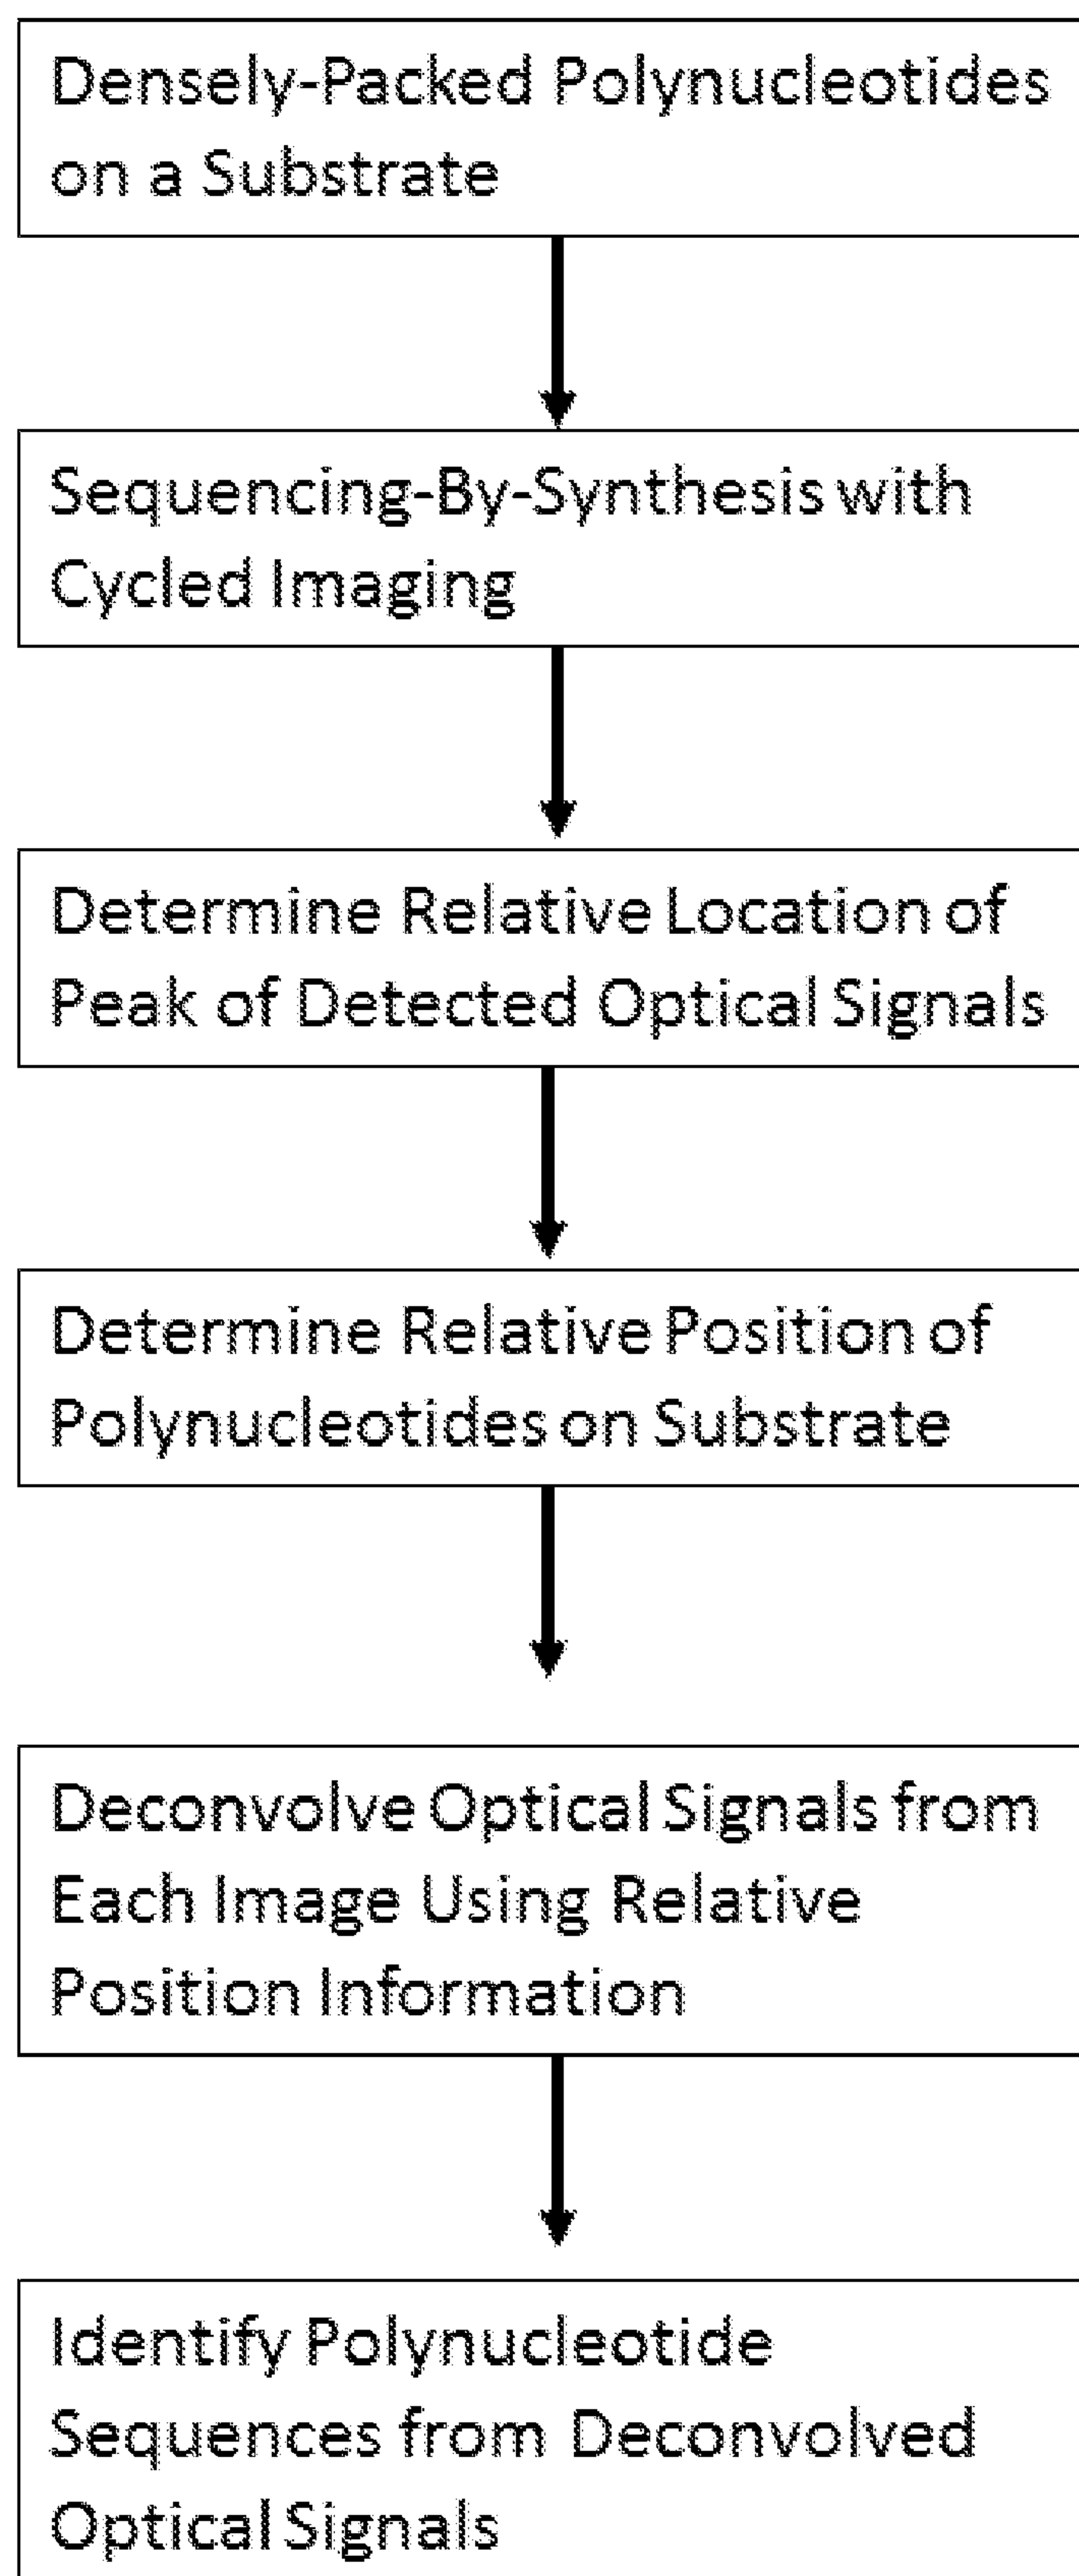 Densely-Packed Polynucleotides
on a Substrate
Sequencing-By-Synthesis with
Cycled Imaging
Determine Relative Location of
Peak of Detected Optical Signals
Determine Relative Position of
Polynucleotides on Substrate
Deconvolve Optical Signals from
Each Image Using Relative
Position Information
Identify Polynucleotide
Sequences from Deconvolved
Optical Signals